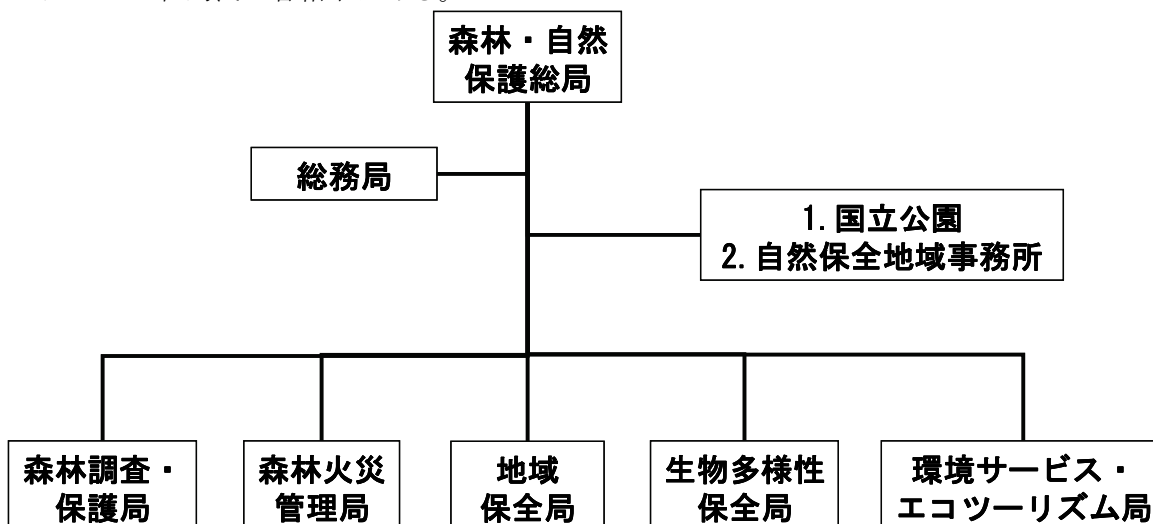 森林・自然
保護総局
総務局
1.国立公園
2.自然保全地域事務所
森林調査・
保護局
森林火災
管理局
地域
保全局
生物多様性
保全局
環境サービス・
エコツーリズム局